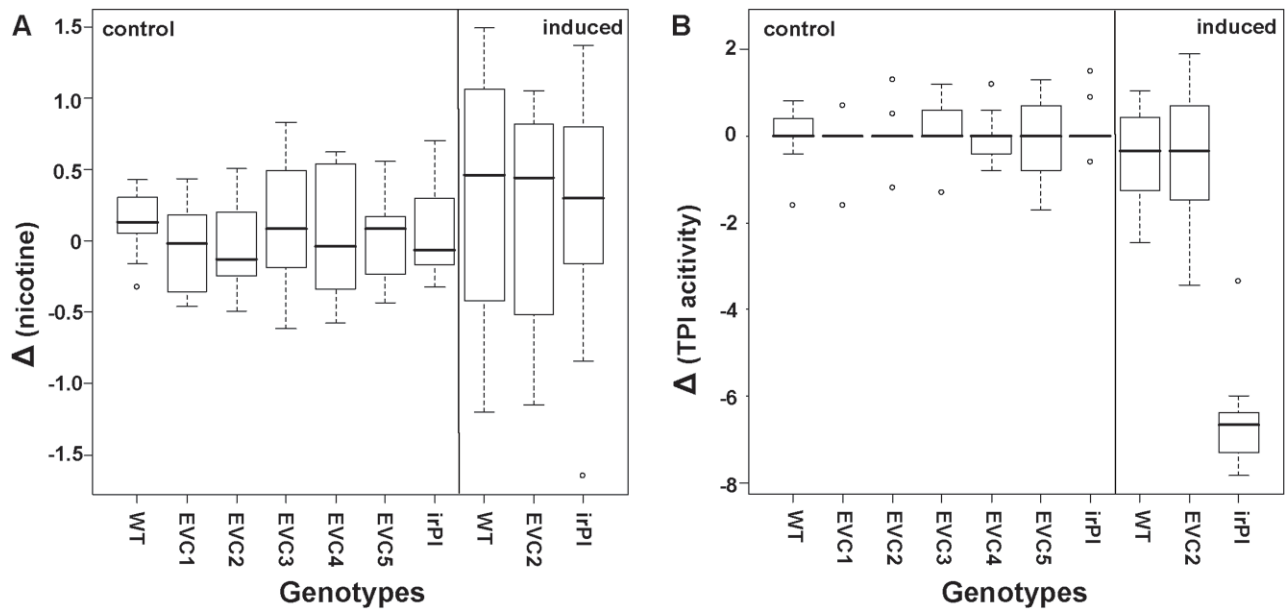 A
control
induced
1.5
1.0
0.5
0
-0.5
-1.0
-1.5
Δ (nicotine)
WT
EVC1
EVC2
EVC3
EVC4
EVC5
irPI
WT
EVC2
irPI
Genotypes
B
control
induced
2
0
-2
-4
-6
-8
Δ (TPI acitivity)
WT
EVC1
EVC2
EVC3
EVC4
EVC5
irPI
WT
EVC2
irPI
Genotypes